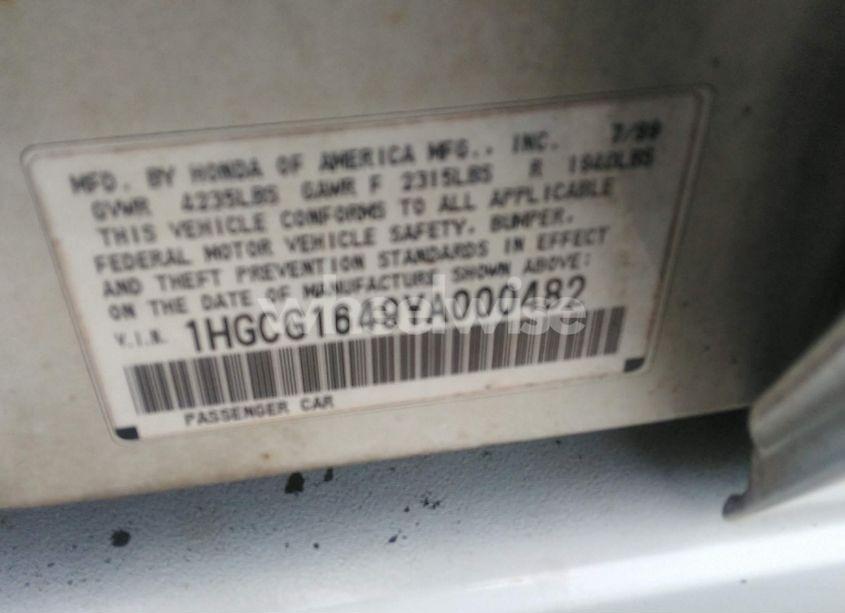 MFD. BY HONDA OF AMERICA MFG., INC. 7/99
GVWR 4235LBS GAWR F 2315LBS R
THIS VEHICLE CONFORMS TO ALL APPLICABLE
FEDERAL MOTOR VEHICLE SAFETY, BUMPER,
AND THEFT PREVENTION STANDARDS IN EFFECT
ON THE DATE OF MANUFACTURE SHOWN ABOVE:
V.I.N. 1HGCG1649YA000482
wheelwise
PASSENGER CAR